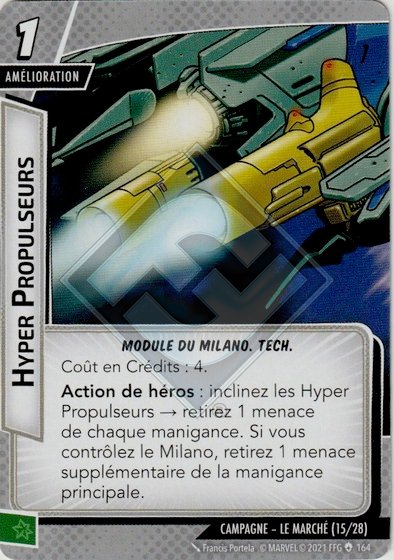 1
AMÉLIORATION
HYPER PROPULSEURS
MODULE DU MILANO. TECH.
Coût en Crédits : 4.
Action de héros : inclinez les Hyper
Propulseurs → retirez 1 menace
de chaque manigance. Si vous
contrôlez le Milano, retirez 1 menace
supplémentaire de la manigance
principale.
CAMPAGNE – LE MARCHÉ (15/28)
Francis Portela © MARVEL © 2021 FFG 164